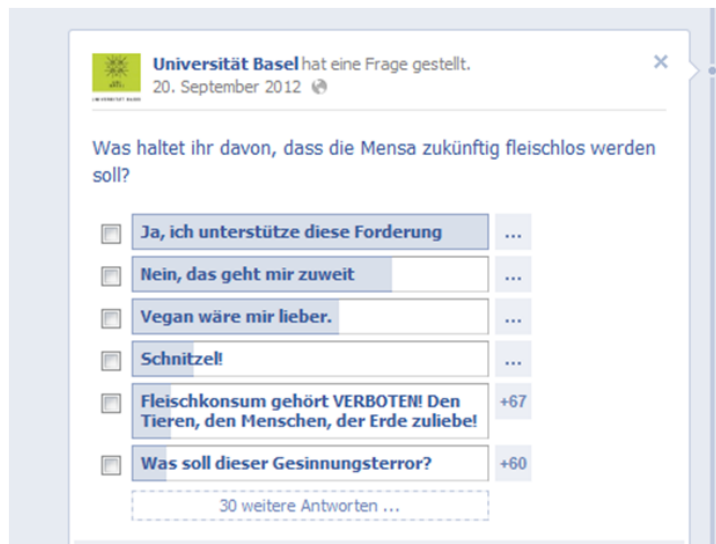 Universität Basel hat eine Frage gestellt.
20. September 2012
UNIVERSITÄT BASEL
Was haltet ihr davon, dass die Mensa zukünftig fleischlos werden
soll?
Ja, ich unterstütze diese Forderung ...
Nein, das geht mir zuweit ...
Vegan wäre mir lieber. ...
Schnitzel! ...
Fleischkonsum gehört VERBOTEN! Den +67
Tieren, den Menschen, der Erde zuliebe!
Was soll dieser Gesinnungsterror? +60
30 weitere Antworten ...